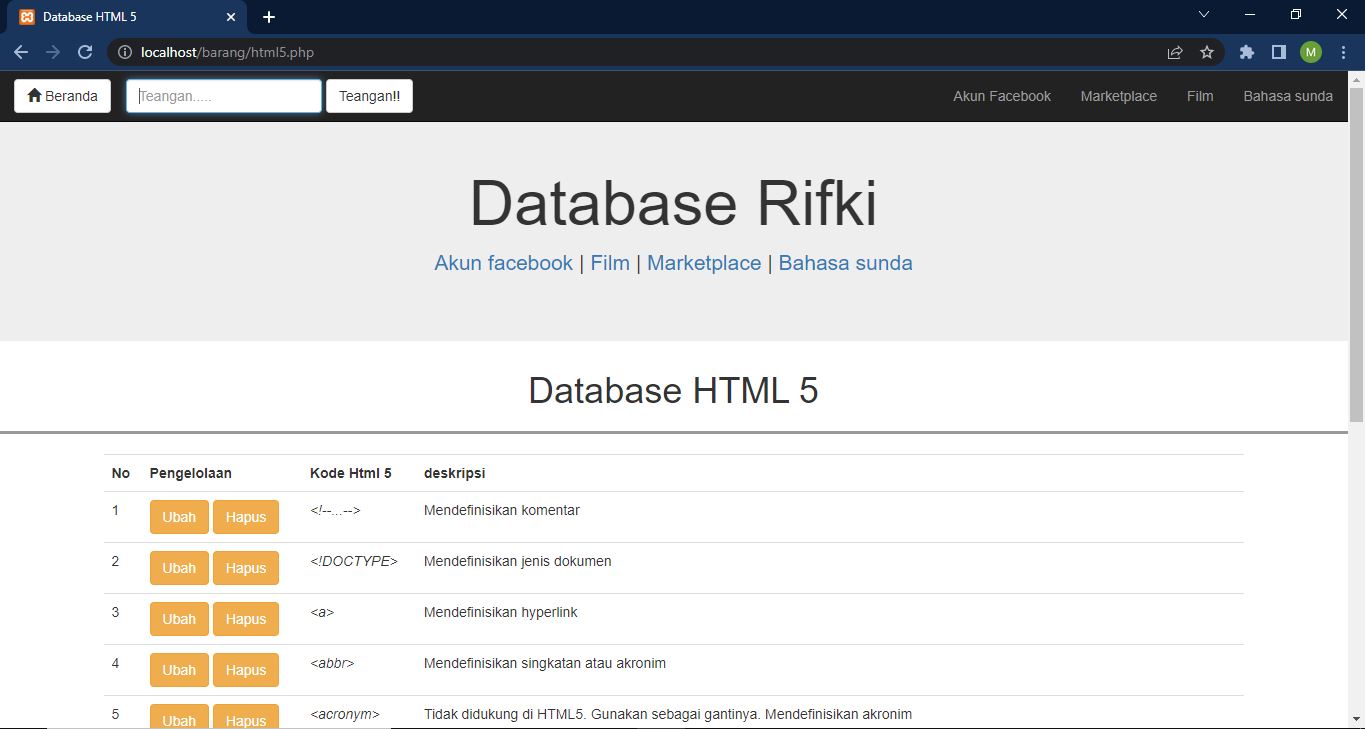 Database HTML 5
localhost/barang/html5.php
M
Beranda Teangan..... Teangan!! Akun Facebook Marketplace Film Bahasa sunda
Database Rifki
Akun facebook | Film | Marketplace | Bahasa sunda
Database HTML 5
No Pengelolaan Kode Html 5 deskripsi
1 Ubah Hapus <!--...--> Mendefinisikan komentar
2 Ubah Hapus <!DOCTYPE> Mendefinisikan jenis dokumen
3 Ubah Hapus <a> Mendefinisikan hyperlink
4 Ubah Hapus <abbr> Mendefinisikan singkatan atau akronim
5 Ubah Hapus <acronym> Tidak didukung di HTML5. Gunakan sebagai gantinya. Mendefinisikan akronim